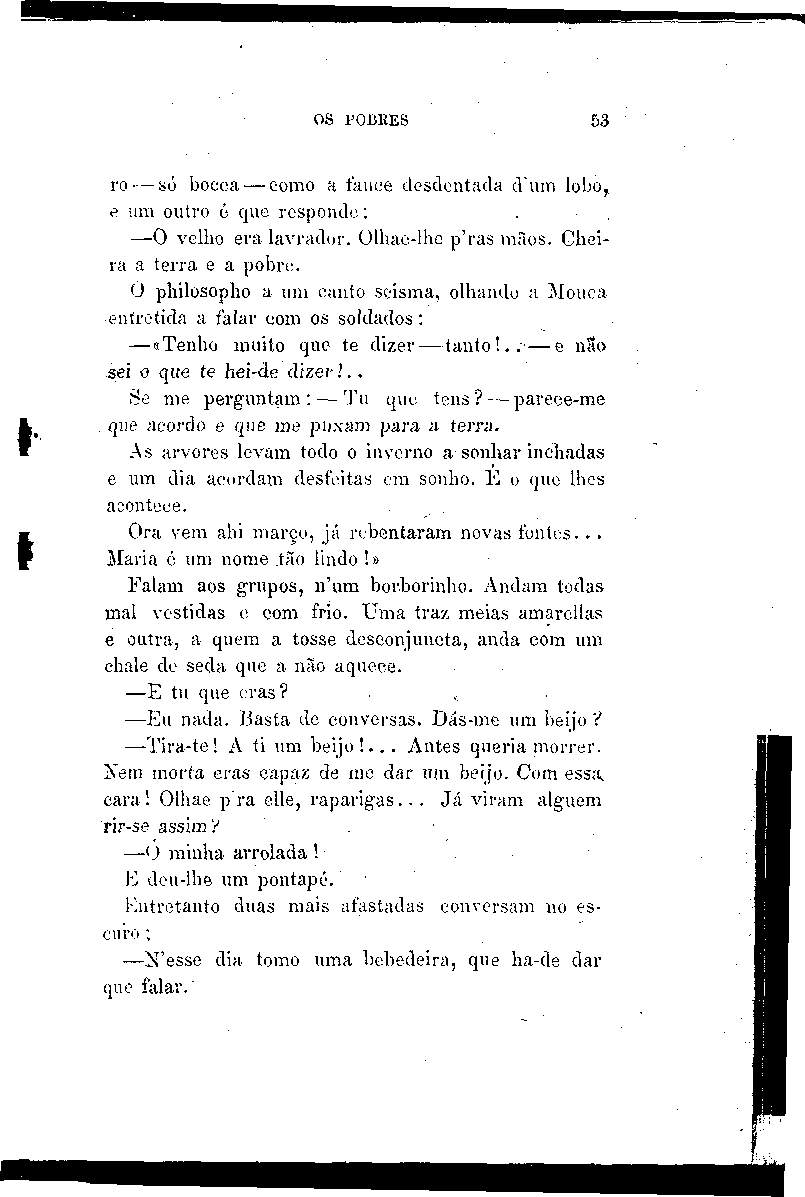 OS POBRES 53
ro — só bocca — como a fauce desdentada d'um lobo,
e um outro é que responde:
—O velho era lavrador. Olhae-lhe p'ras mãos. Chei-
ra a terra e a pobre.
O philosopho a um canto scisma, olhando a Mouca
entretida a falar com os soldados:
—«Tenho muito que te dizer — tanto!... — e não
sei o que te hei-de dizer!..
Se me perguntam: — Tu que tens? — parece-me
que acordo e que me puxam para a terra.
As arvores levam todo o inverno a sonhar inchadas
e um dia acordam desfeitas em sonho. É o que lhes
acontece.
Ora vem ahi março, já rebentaram novas fontes...
Maria é um nome tão lindo!»
Falam aos grupos, n'um borborinho. Andam todas
mal vestidas e com frio. Uma traz meias amarellas
e outra, a quem a tosse desconjuncta, anda com um
chale de seda que a não aquece.
—E tu que eras?
—Eu nada. Basta de conversas. Dás-me um beijo?
—Tira-te! A ti um beijo!... Antes queria morrer.
Nem morta eras capaz de me dar um beijo. Com essa
cara! Olhae p'ra elle, raparigas... Já viram alguem
rir-se assim?
—Ó minha arrolada!
E deu-lhe um pontapé.
Entretanto duas mais afastadas conversam no es-
curo:
—N'esse dia tomo uma bebedeira, que ha-de dar
que falar.